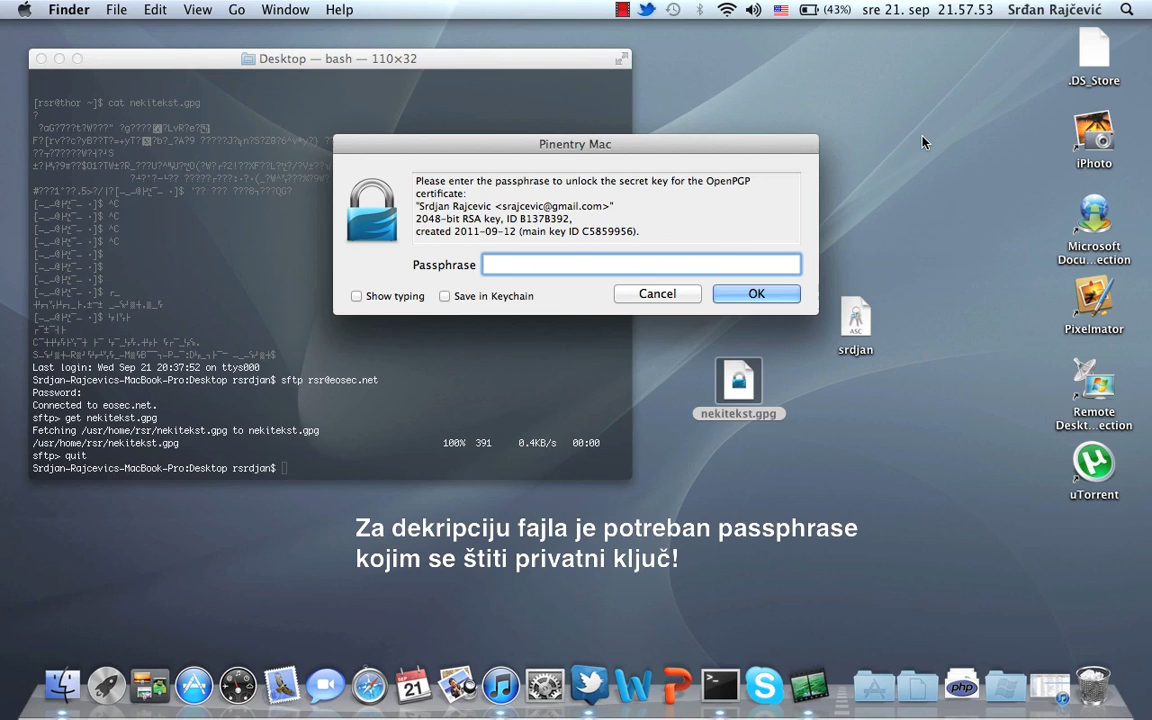 Finder File Edit View Go Window Help (43%) sre 21. sep 21.57.53 Srđan Rajčević
Desktop — bash — 110×32
[rsr@thor ~]$ cat nekitekst.gpg
^C
^C
^C
^C
Last login: Wed Sep 21 20:37:52 on ttys000
Srdjan-Rajcevics-MacBook-Pro:Desktop rsrdjan$ sftp rsr@eosec.net
Password:
Connected to eosec.net.
sftp> get nekitekst.gpg
Fetching /usr/home/rsr/nekitekst.gpg to nekitekst.gpg
/usr/home/rsr/nekitekst.gpg 100% 391 0.4KB/s 00:00
sftp> quit
Srdjan-Rajcevics-MacBook-Pro:Desktop rsrdjan$
Pinentry Mac
Please enter the passphrase to unlock the secret key for the OpenPGP
certificate:
"Srdjan Rajcevic <srajcevic@gmail.com>"
2048-bit RSA key, ID B137B392,
created 2011-09-12 (main key ID C5859956).
Passphrase
Show typing Save in Keychain Cancel OK
ASC
srdjan
nekitekst.gpg
.DS_Store
iPhoto
Microsoft
Docu...ection
Pixelmator
Remote
Deskt...ection
uTorrent
Za dekripciju fajla je potreban passphrase
kojim se štiti privatni ključ!
21
php